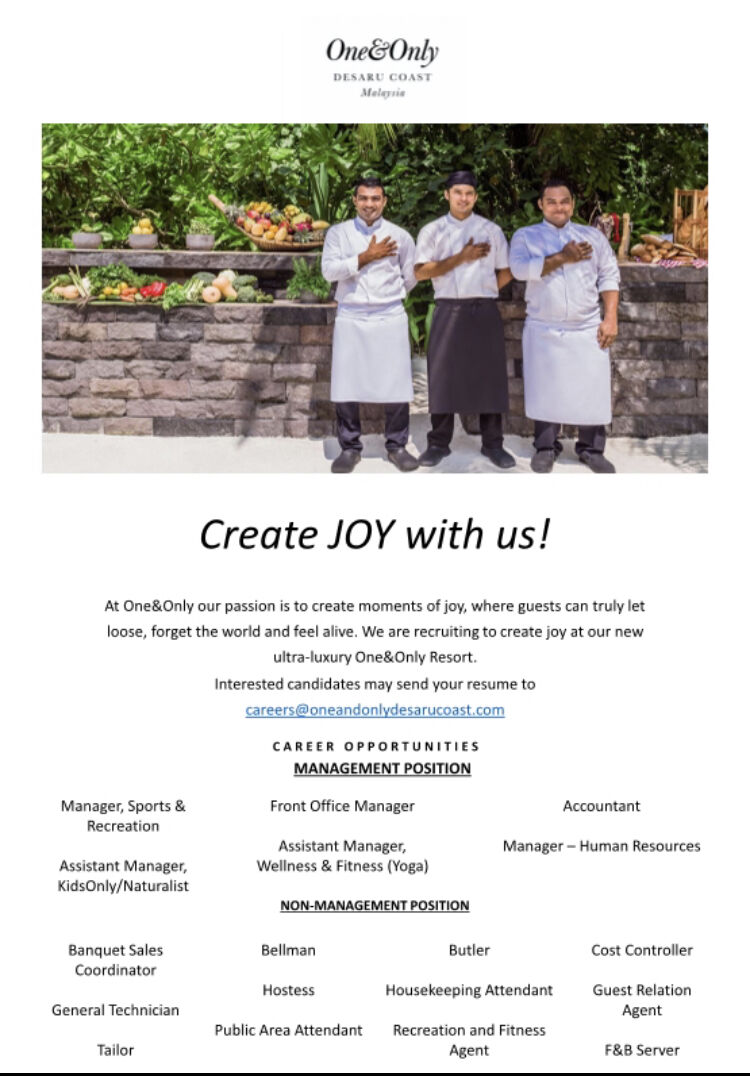 One&Only
DESARU COAST
Malaysia
Create JOY with us!
At One&Only our passion is to create moments of joy, where guests can truly let
loose, forget the world and feel alive. We are recruiting to create joy at our new
ultra-luxury One&Only Resort.
Interested candidates may send your resume to
careers@oneandonlydesarucoast.com
CAREER OPPORTUNITIES
MANAGEMENT POSITION
Manager, Sports &
Recreation
Assistant Manager,
KidsOnly/Naturalist
Front Office Manager
Assistant Manager,
Wellness & Fitness (Yoga)
Accountant
Manager – Human Resources
NON-MANAGEMENT POSITION
Banquet Sales
Coordinator
General Technician
Tailor
Bellman
Hostess
Public Area Attendant
Butler
Housekeeping Attendant
Recreation and Fitness
Agent
Cost Controller
Guest Relation
Agent
F&B Server